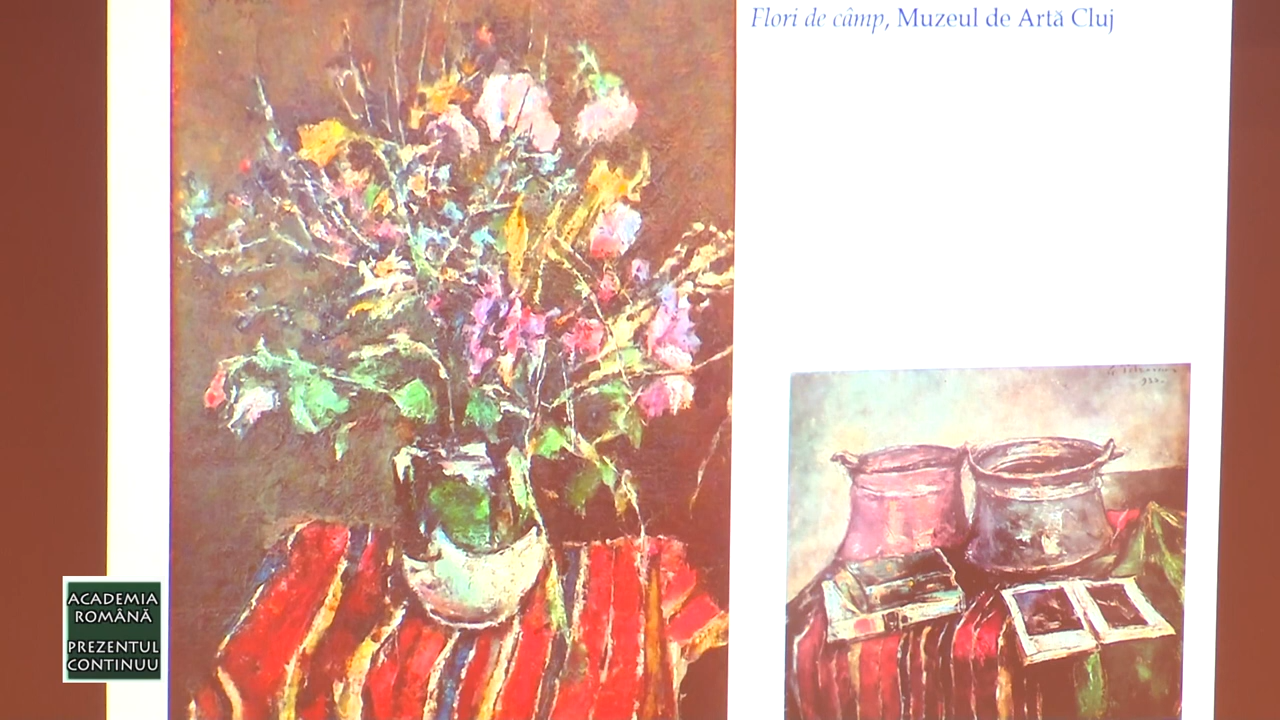 Flori de câmp, Muzeul de Artă Cluj
ACADEMIA
ROMÂNĂ
PREZENTUL
CONTINUU